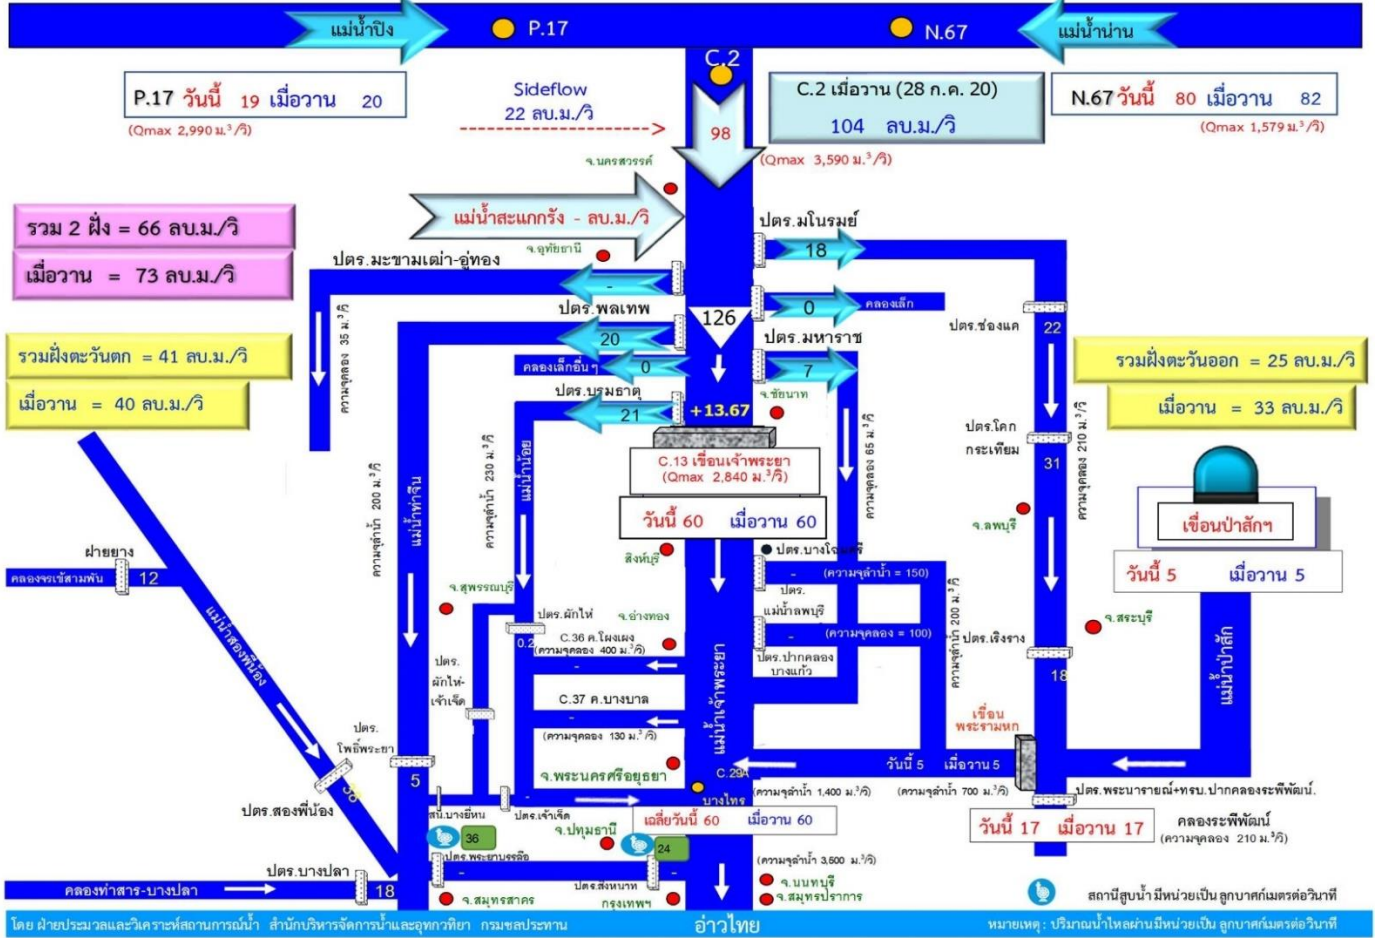 แม่น้ำปิง
P.17
N.67
แม่น้ำน่าน
C.2
P.17 วันนี้ 19 เมื่อวาน 20
(Qmax 2,990 ม.³/วิ)
Sideflow
22 ลบ.ม./วิ
98
C.2 เมื่อวาน (28 ก.ค. 20)
104 ลบ.ม./วิ
(Qmax 3,590 ม.³/วิ)
N.67 วันนี้ 80 เมื่อวาน 82
(Qmax 1,579 ม.³/วิ)
จ.นครสวรรค์
แม่น้ำสะแกกรัง - ลบ.ม./วิ
จ.อุทัยธานี
รวม 2 ฝั่ง = 66 ลบ.ม./วิ
เมื่อวาน = 73 ลบ.ม./วิ
ปตร.มะขามเฒ่า-อู่ทอง
-
ปตร.มโนรมย์
18
0
คลองเล็ก
ปตร.ช่องแค
22
ความจุคลอง 35 ม.³/วิ
ปตร.พลเทพ
20
126
ปตร.มหาราช
7
คลองเล็กอื่นๆ
0
ปตร.บรมธาตุ
21
+13.67
จ.ชัยนาท
รวมฝั่งตะวันตก = 41 ลบ.ม./วิ
เมื่อวาน = 40 ลบ.ม./วิ
รวมฝั่งตะวันออก = 25 ลบ.ม./วิ
เมื่อวาน = 33 ลบ.ม./วิ
C.13 เขื่อนเจ้าพระยา
(Qmax 2,840 ม.³/วิ)
วันนี้ 60 เมื่อวาน 60
ความจุคลอง 65 ม.³/วิ
ปตร.โคก
กระเทียม
31
ความจุคลอง 210 ม.³/วิ
จ.ลพบุรี
เขื่อนป่าสักฯ
วันนี้ 5 เมื่อวาน 5
ความจุลำน้ำ 200 ม.³/วิ
แม่น้ำท่าจีน
ความจุลำน้ำ 230 ม.³/วิ
แม่น้ำน้อย
ฝายยาง
คลองจรเข้สามพัน
12
แม่น้ำสองพี่น้อง
จ.สุพรรณบุรี
สิงห์บุรี
(ความจุลำน้ำ = 150)
-
ปตร.
แม่น้ำลพบุรี
(ความจุคลอง = 100)
-
ปตร.ปากคลอง
บางแก้ว
ความจุลำน้ำ 200 ม.³/วิ
จ.สระบุรี
ปตร.เริงราง
18
แม่น้ำป่าสัก
ปตร.ผักไห่
0.2
จ.อ่างทอง
C.36 ค.โผงเผง
(ความจุคลอง 400 ม.³/วิ)
-
ปตร.
ผักไห่-
เจ้าเจ็ด
-
C.37 ค.บางบาล
-
(ความจุคลอง 130 ม.³/วิ)
แม่น้ำเจ้าพระยา
เขื่อน
พระรามหก
วันนี้ 5 เมื่อวาน 5
(ความจุลำน้ำ 1,400 ม.³/วิ)
(ความจุลำน้ำ 700 ม.³/วิ)
ปตร.
โพธิ์พระยา
5
ปตร.สองพี่น้อง
38
จ.พระนครศรีอยุธยา
C.29A
บางไทร
เฉลี่ยวันนี้ 60 เมื่อวาน 60
สน.บางยี่หน
ปตร.เจ้าเจ็ด
จ.ปทุมธานี
36
24
ปตร.พระนารายณ์+ทรบ.ปากคลองระพีพัฒน์.
วันนี้ 17 เมื่อวาน 17
คลองระพีพัฒน์
(ความจุคลอง 210 ม.³/วิ)
ปตร.บางปลา
คลองท่าสาร-บางปลา
18
ปตร.พระยาบรรลือ
-
ปตร.สิงหนาท
-
(ความจุลำน้ำ 3,500 ม.³/วิ)
จ.นนทบุรี
จ.สมุทรสาคร
กรุงเทพฯ
จ.สมุทรปราการ
สถานีสูบน้ำ มีหน่วยเป็น ลูกบาศก์เมตรต่อวินาที
โดย ฝ่ายประมวลและวิเคราะห์สถานการณ์น้ำ สำนักบริหารจัดการน้ำและอุทกวิทยา กรมชลประทาน
อ่าวไทย
หมายเหตุ : ปริมาณน้ำไหลผ่านมีหน่วยเป็น ลูกบาศก์เมตรต่อวินาที